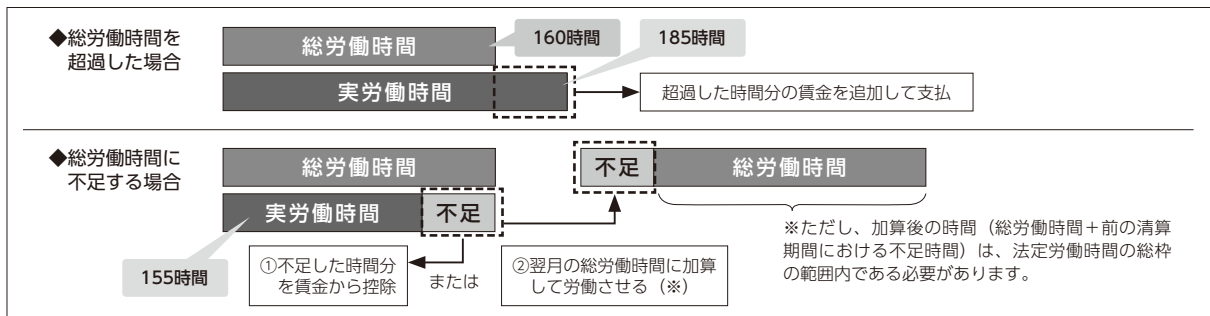 ◆総労働時間を
超過した場合
総労働時間
160時間
185時間
実労働時間
超過した時間分の賃金を追加して支払
◆総労働時間に
不足する場合
総労働時間
不足
総労働時間
実労働時間
不足
155時間
①不足した時間分
を賃金から控除
または
②翌月の総労働時間に加算
して労働させる（※）
※ただし、加算後の時間（総労働時間＋前の清算
期間における不足時間）は、法定労働時間の総枠
の範囲内である必要があります。